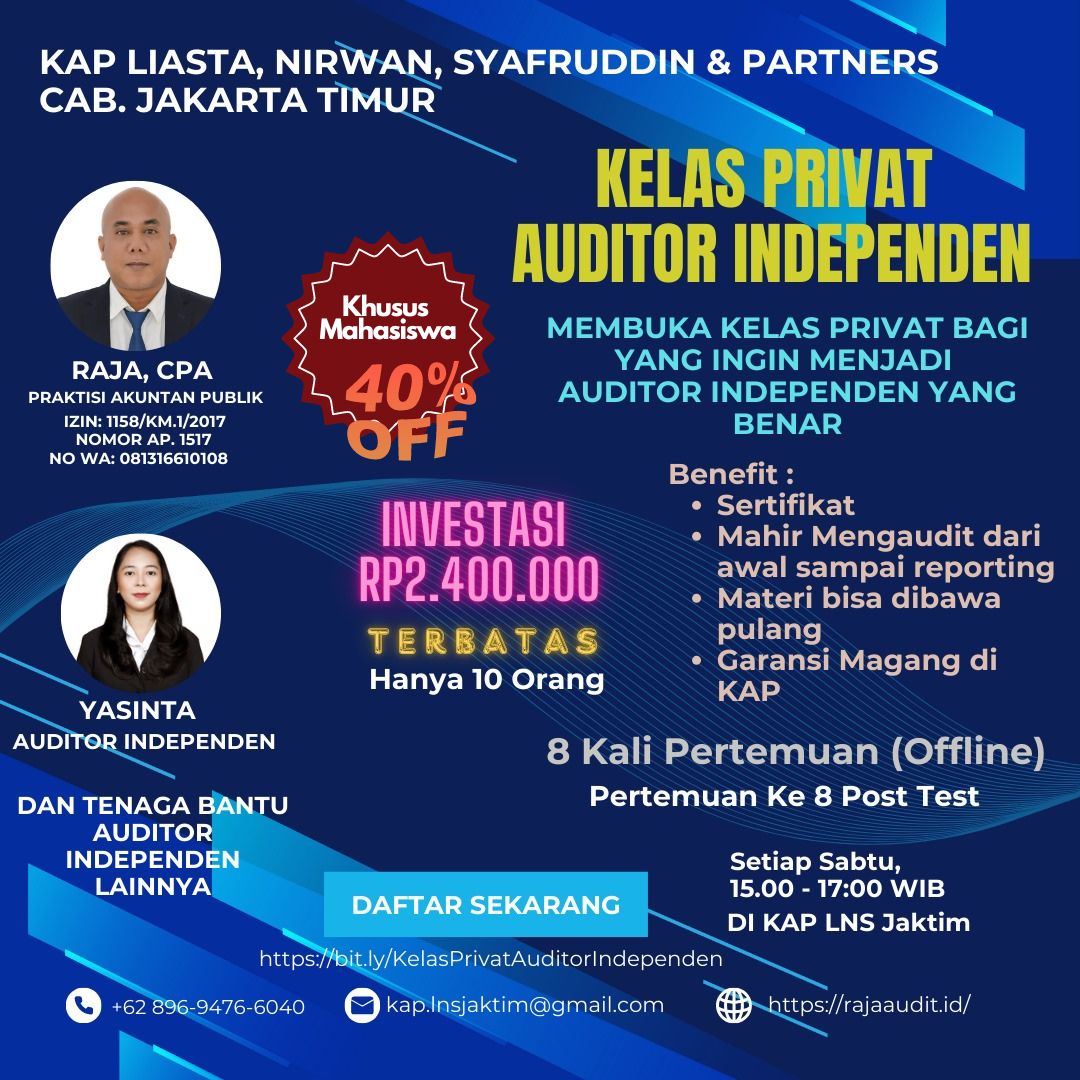 KAP LIASTA, NIRWAN, SYAFRUDDIN & PARTNERS
CAB. JAKARTA TIMUR
KELAS PRIVAT
AUDITOR INDEPENDEN
MEMBUKA KELAS PRIVAT BAGI
YANG INGIN MENJADI
AUDITOR INDEPENDEN YANG
BENAR
Khusus
Mahasiswa
40%
OFF
RAJA, CPA
PRAKTISI AKUNTAN PUBLIK
IZIN: 1158/KM.1/2017
NOMOR AP. 1517
NO WA: 081316610108
Benefit :
• Sertifikat
• Mahir Mengaudit dari
awal sampai reporting
• Materi bisa dibawa
pulang
• Garansi Magang di
KAP
INVESTASI
RP2.400.000
TERBATAS
Hanya 10 Orang
YASINTA
AUDITOR INDEPENDEN
DAN TENAGA BANTU
AUDITOR
INDEPENDEN
LAINNYA
8 Kali Pertemuan (Offline)
Pertemuan Ke 8 Post Test
Setiap Sabtu,
15.00 - 17:00 WIB
DI KAP LNS Jaktim
DAFTAR SEKARANG
https://bit.ly/KelasPrivatAuditorIndependen
+62 896-9476-6040
kap.lnsjaktim@gmail.com
https://rajaaudit.id/